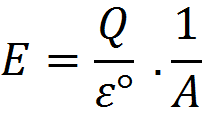 E = Q/ε° . 1/A